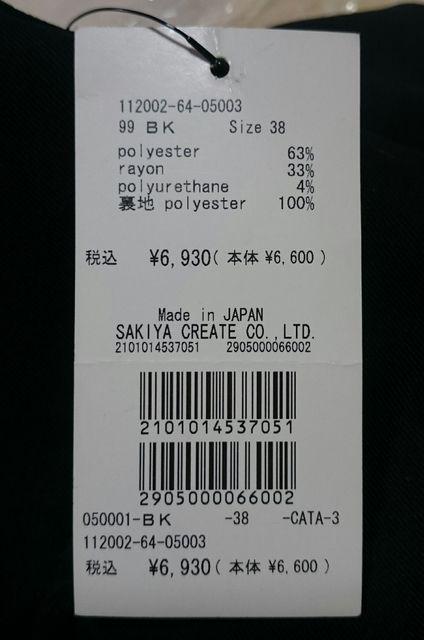 112002-64-05003
99 BK Size 38
polyester 63%
rayon 33%
polyurethane 4%
裏地 polyester 100%
税込 ¥6,930( 本体 ¥6,600 )
Made in JAPAN
SAKIYA CREATE CO.,LTD.
2101014537051 2905000066002
2101014537051
2905000066002
050001-BK -38 -CATA-3
112002-64-05003
税込 ¥6,930( 本体 ¥6,600 )